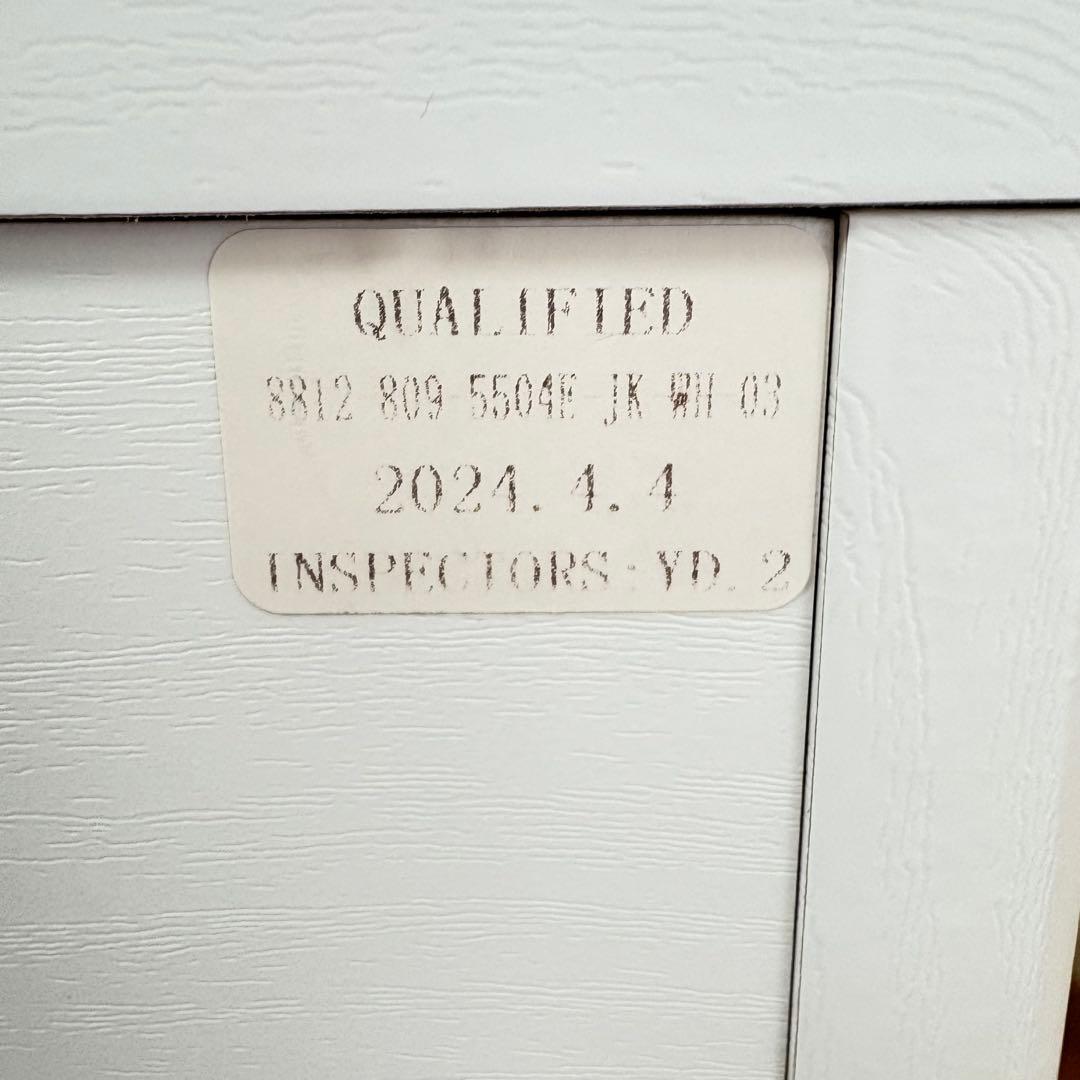 QUALIFIED
8812 809 5504E jK WH 03
2024.4.4
INSPECTORS:YD.2